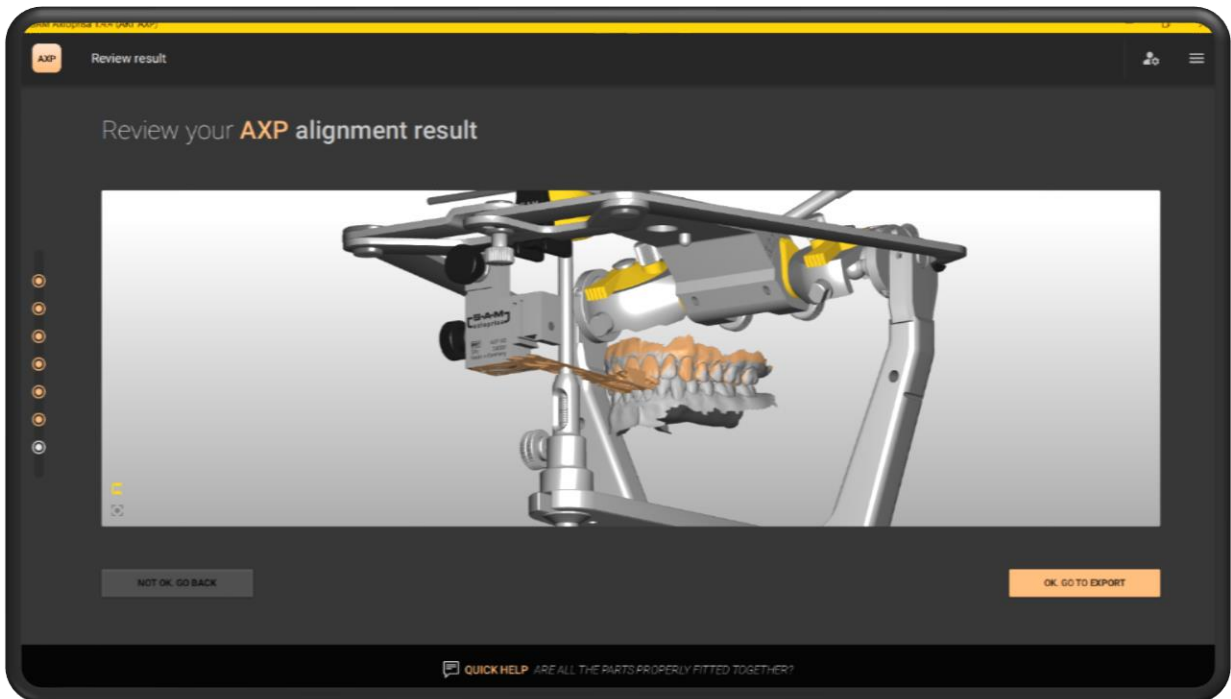 AXP
Review result
Review your AXP alignment result
S-A-M
NOT OK. GO BACK
OK. GO TO EXPORT
QUICK HELP ARE ALL THE PARTS PROPERLY FITTED TOGETHER?